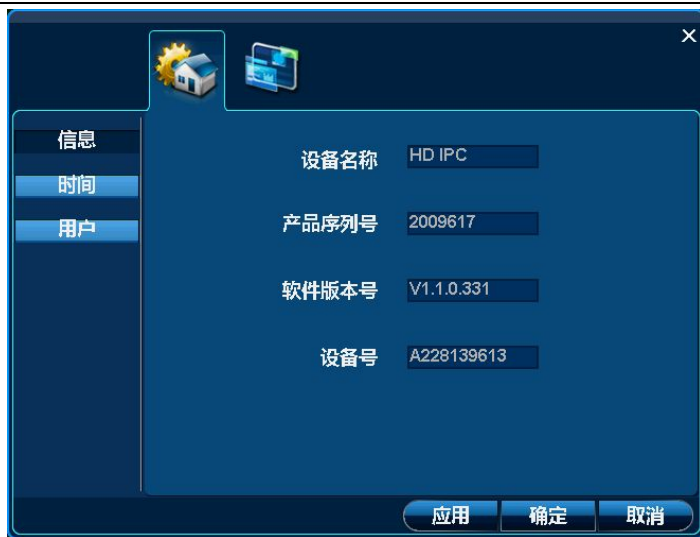 ×
信息
时间
用户
设备名称 HD IPC
产品序列号 2009617
软件版本号 V1.1.0.331
设备号 A228139613
应用 确定 取消